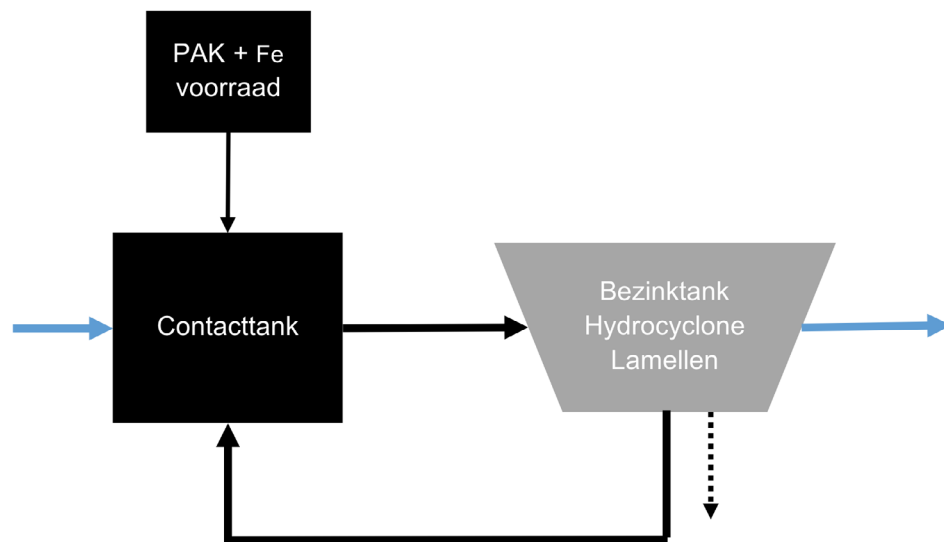 PAK + Fe
voorraad
Contacttank
Bezinktank
Hydrocyclone
Lamellen